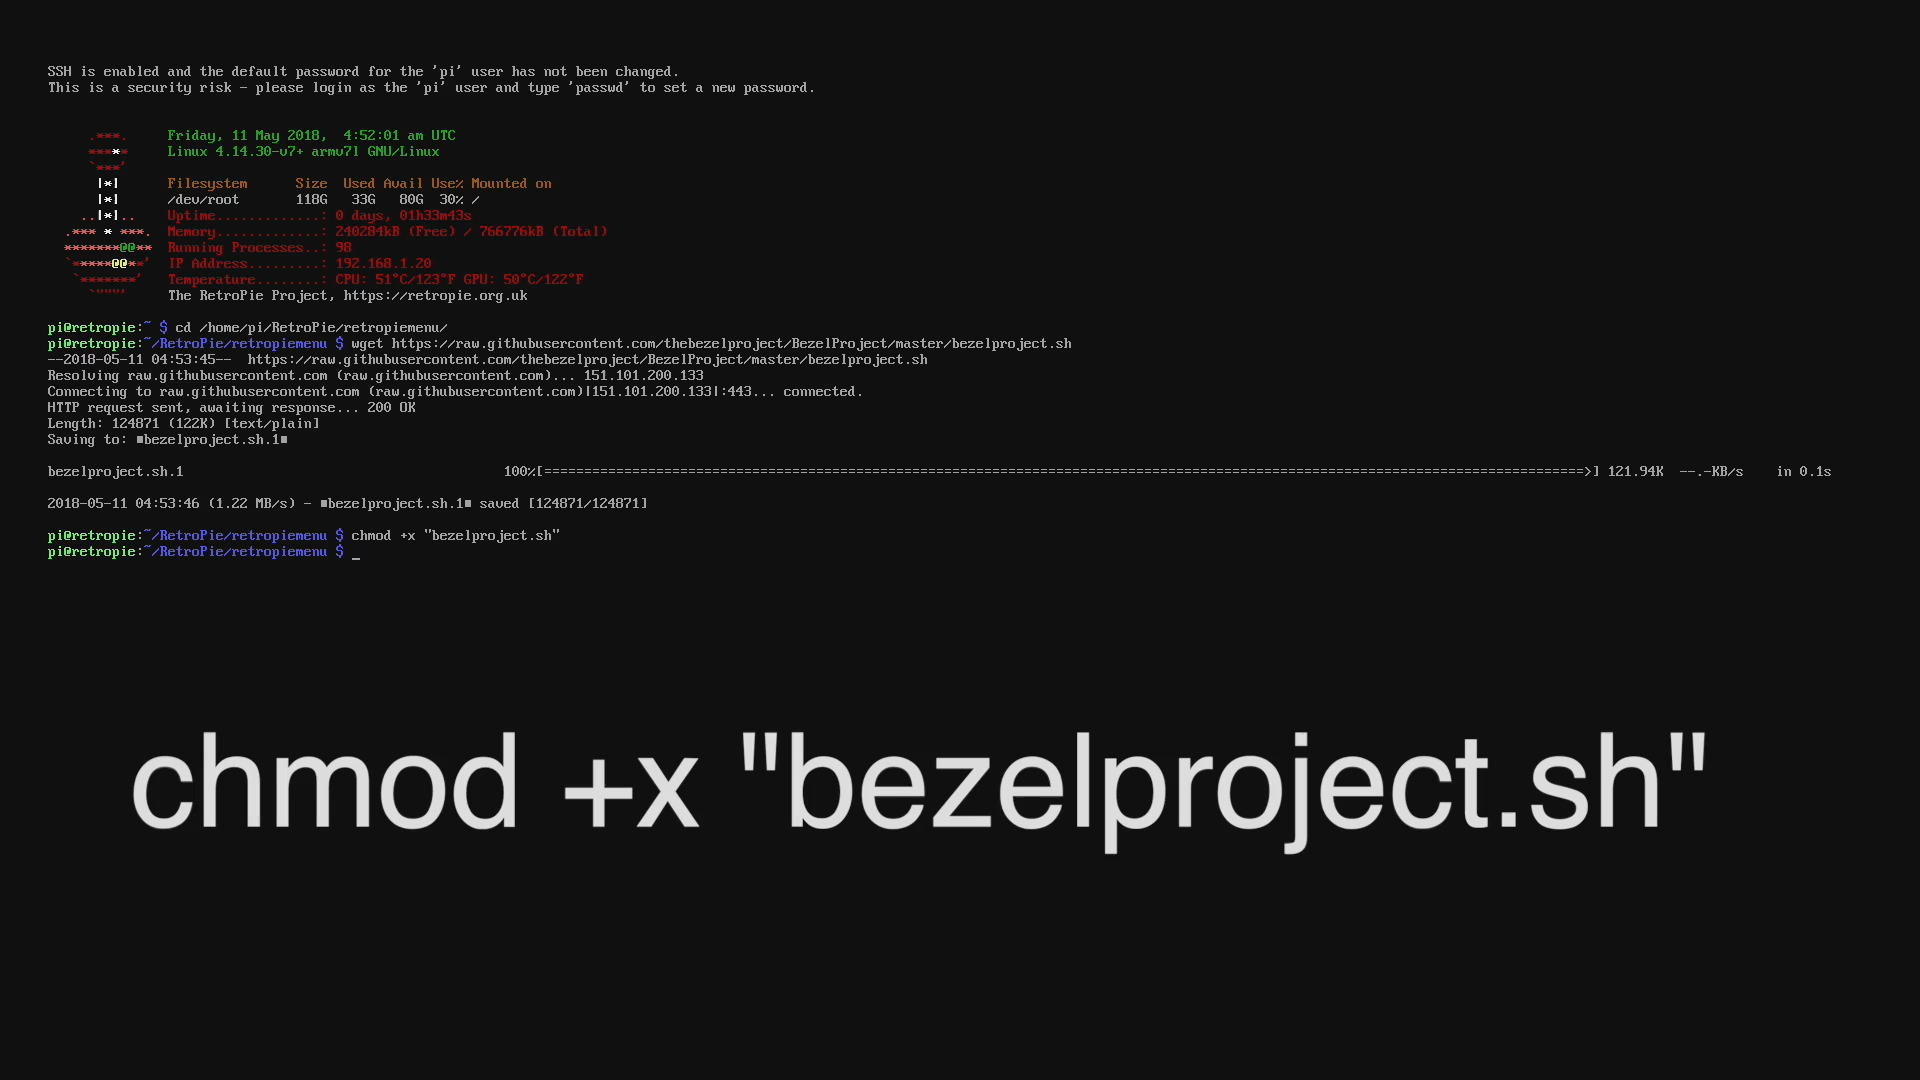 SSH is enabled and the default password for the 'pi' user has not been changed.
This is a security risk - please login as the 'pi' user and type 'passwd' to set a new password.
.***. Friday, 11 May 2018,  4:52:01 am UTC
***** Linux 4.14.30-v7+ armv7l GNU/Linux
`***'
|*| Filesystem      Size  Used Avail Use% Mounted on
|*| /dev/root       118G   33G   80G  30% /
..|*|.. Uptime.............: 0 days, 01h33m43s
.*** * ***. Memory.............: 240284kB (Free) / 766776kB (Total)
*******@@** Running Processes..: 98
`*****@@**' IP Address.........: 192.168.1.20
`*******' Temperature........: CPU: 51°C/123°F GPU: 50°C/122°F
`"""' The RetroPie Project, https://retropie.org.uk
pi@retropie:~ $ cd /home/pi/RetroPie/retropiemenu/
pi@retropie:~/RetroPie/retropiemenu $ wget https://raw.githubusercontent.com/thebezelproject/BezelProject/master/bezelproject.sh
--2018-05-11 04:53:45--  https://raw.githubusercontent.com/thebezelproject/BezelProject/master/bezelproject.sh
Resolving raw.githubusercontent.com (raw.githubusercontent.com)... 151.101.200.133
Connecting to raw.githubusercontent.com (raw.githubusercontent.com)|151.101.200.133|:443... connected.
HTTP request sent, awaiting response... 200 OK
Length: 124871 (122K) [text/plain]
Saving to: ■bezelproject.sh.1■
bezelproject.sh.1 100%[==================================================================================================================================>] 121.94K  --.-KB/s    in 0.1s
2018-05-11 04:53:46 (1.22 MB/s) - ■bezelproject.sh.1■ saved [124871/124871]
pi@retropie:~/RetroPie/retropiemenu $ chmod +x "bezelproject.sh"
pi@retropie:~/RetroPie/retropiemenu $ _
chmod +x "bezelproject.sh"